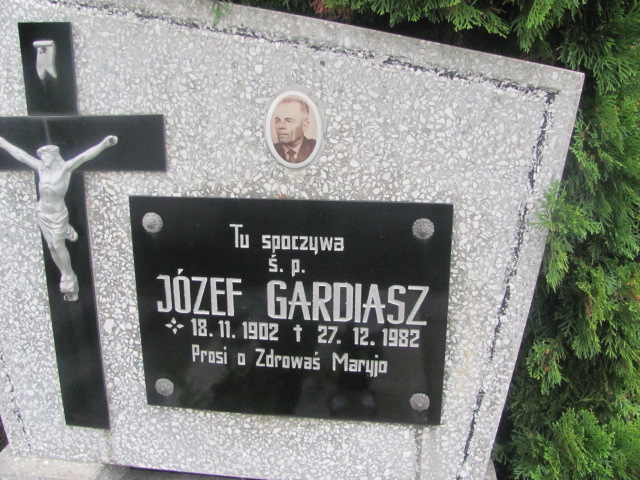 Tu spoczywa
ś. p.
JÓZEF GARDIASZ
18. 11. 1902 † 27. 12. 1982
Prosi o Zdrowaś Maryjo